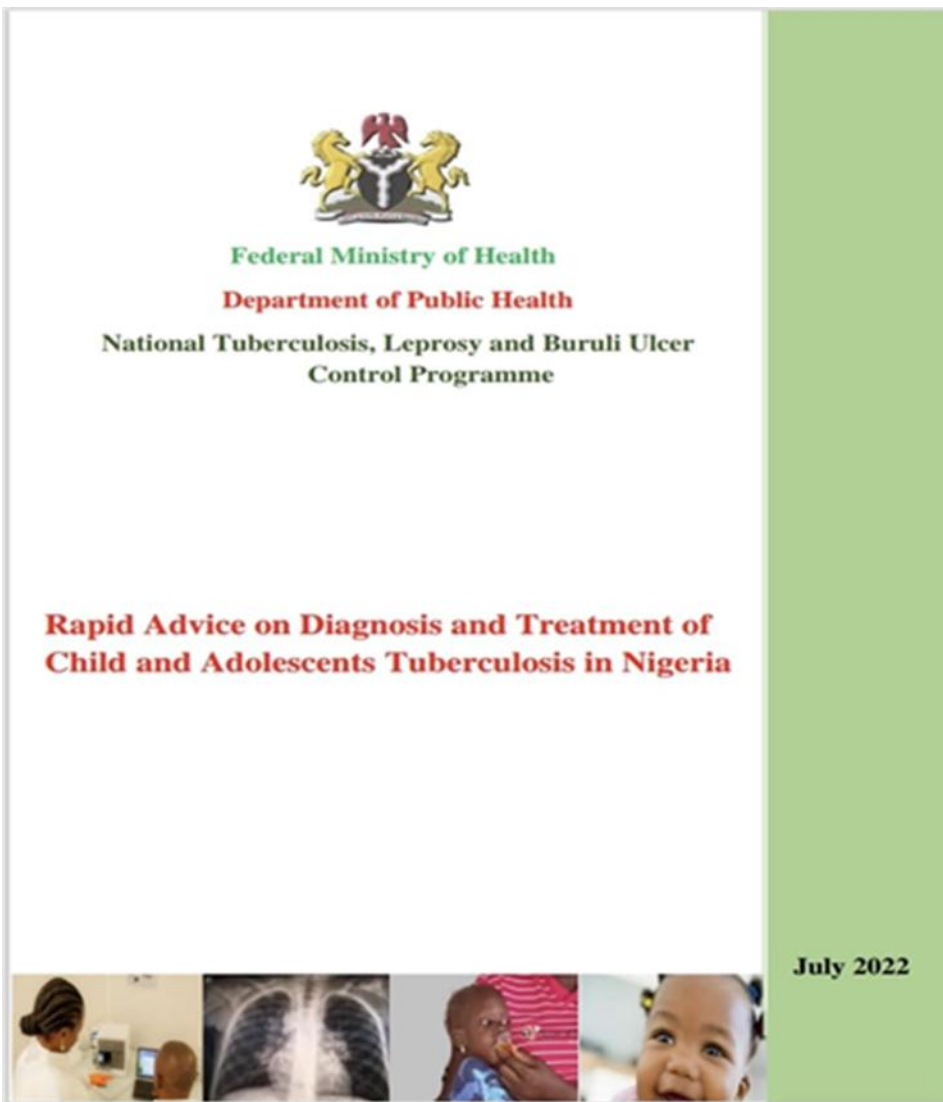 Federal Ministry of Health
Department of Public Health
National Tuberculosis, Leprosy and Buruli Ulcer
Control Programme
Rapid Advice on Diagnosis and Treatment of
Child and Adolescents Tuberculosis in Nigeria
July 2022